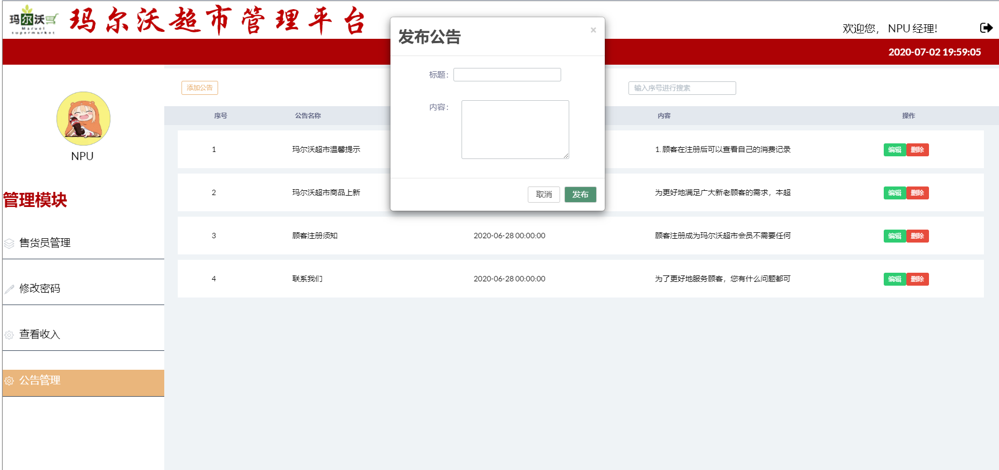 玛尔沃
Marwel
supermarket
玛尔沃超市管理平台
欢迎您， NPU 经理!
2020-07-02 19:59:05
NPU
管理模块
售货员管理
修改密码
查看收入
公告管理
发布公告
×
标题：
内容：
取消 发布
添加公告
输入序号进行搜索
序号 公告名称 内容 操作
1 玛尔沃超市温馨提示 1. 顾客在注册后可以查看自己的消费记录 编辑 删除
2 玛尔沃超市商品上新 为更好地满足广大新老顾客的需求，本超 编辑 删除
3 顾客注册须知 2020-06-28 00:00:00 顾客注册成为玛尔沃超市会员不需要任何 编辑 删除
4 联系我们 2020-06-28 00:00:00 为了更好地服务顾客，您有什么问题都可 编辑 删除